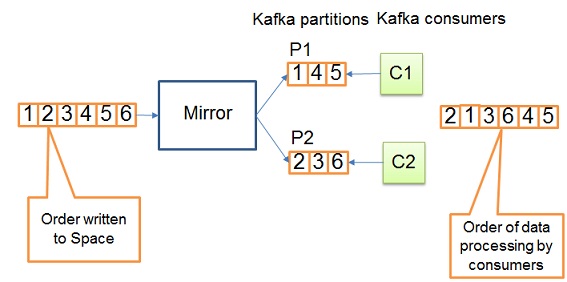 Kafka partitions Kafka consumers
P1
1 4 5
C1
1 2 3 4 5 6
Mirror
2 1 3 6 4 5
P2
2 3 6
C2
Order written
to Space
Order of data
processing by
consumers